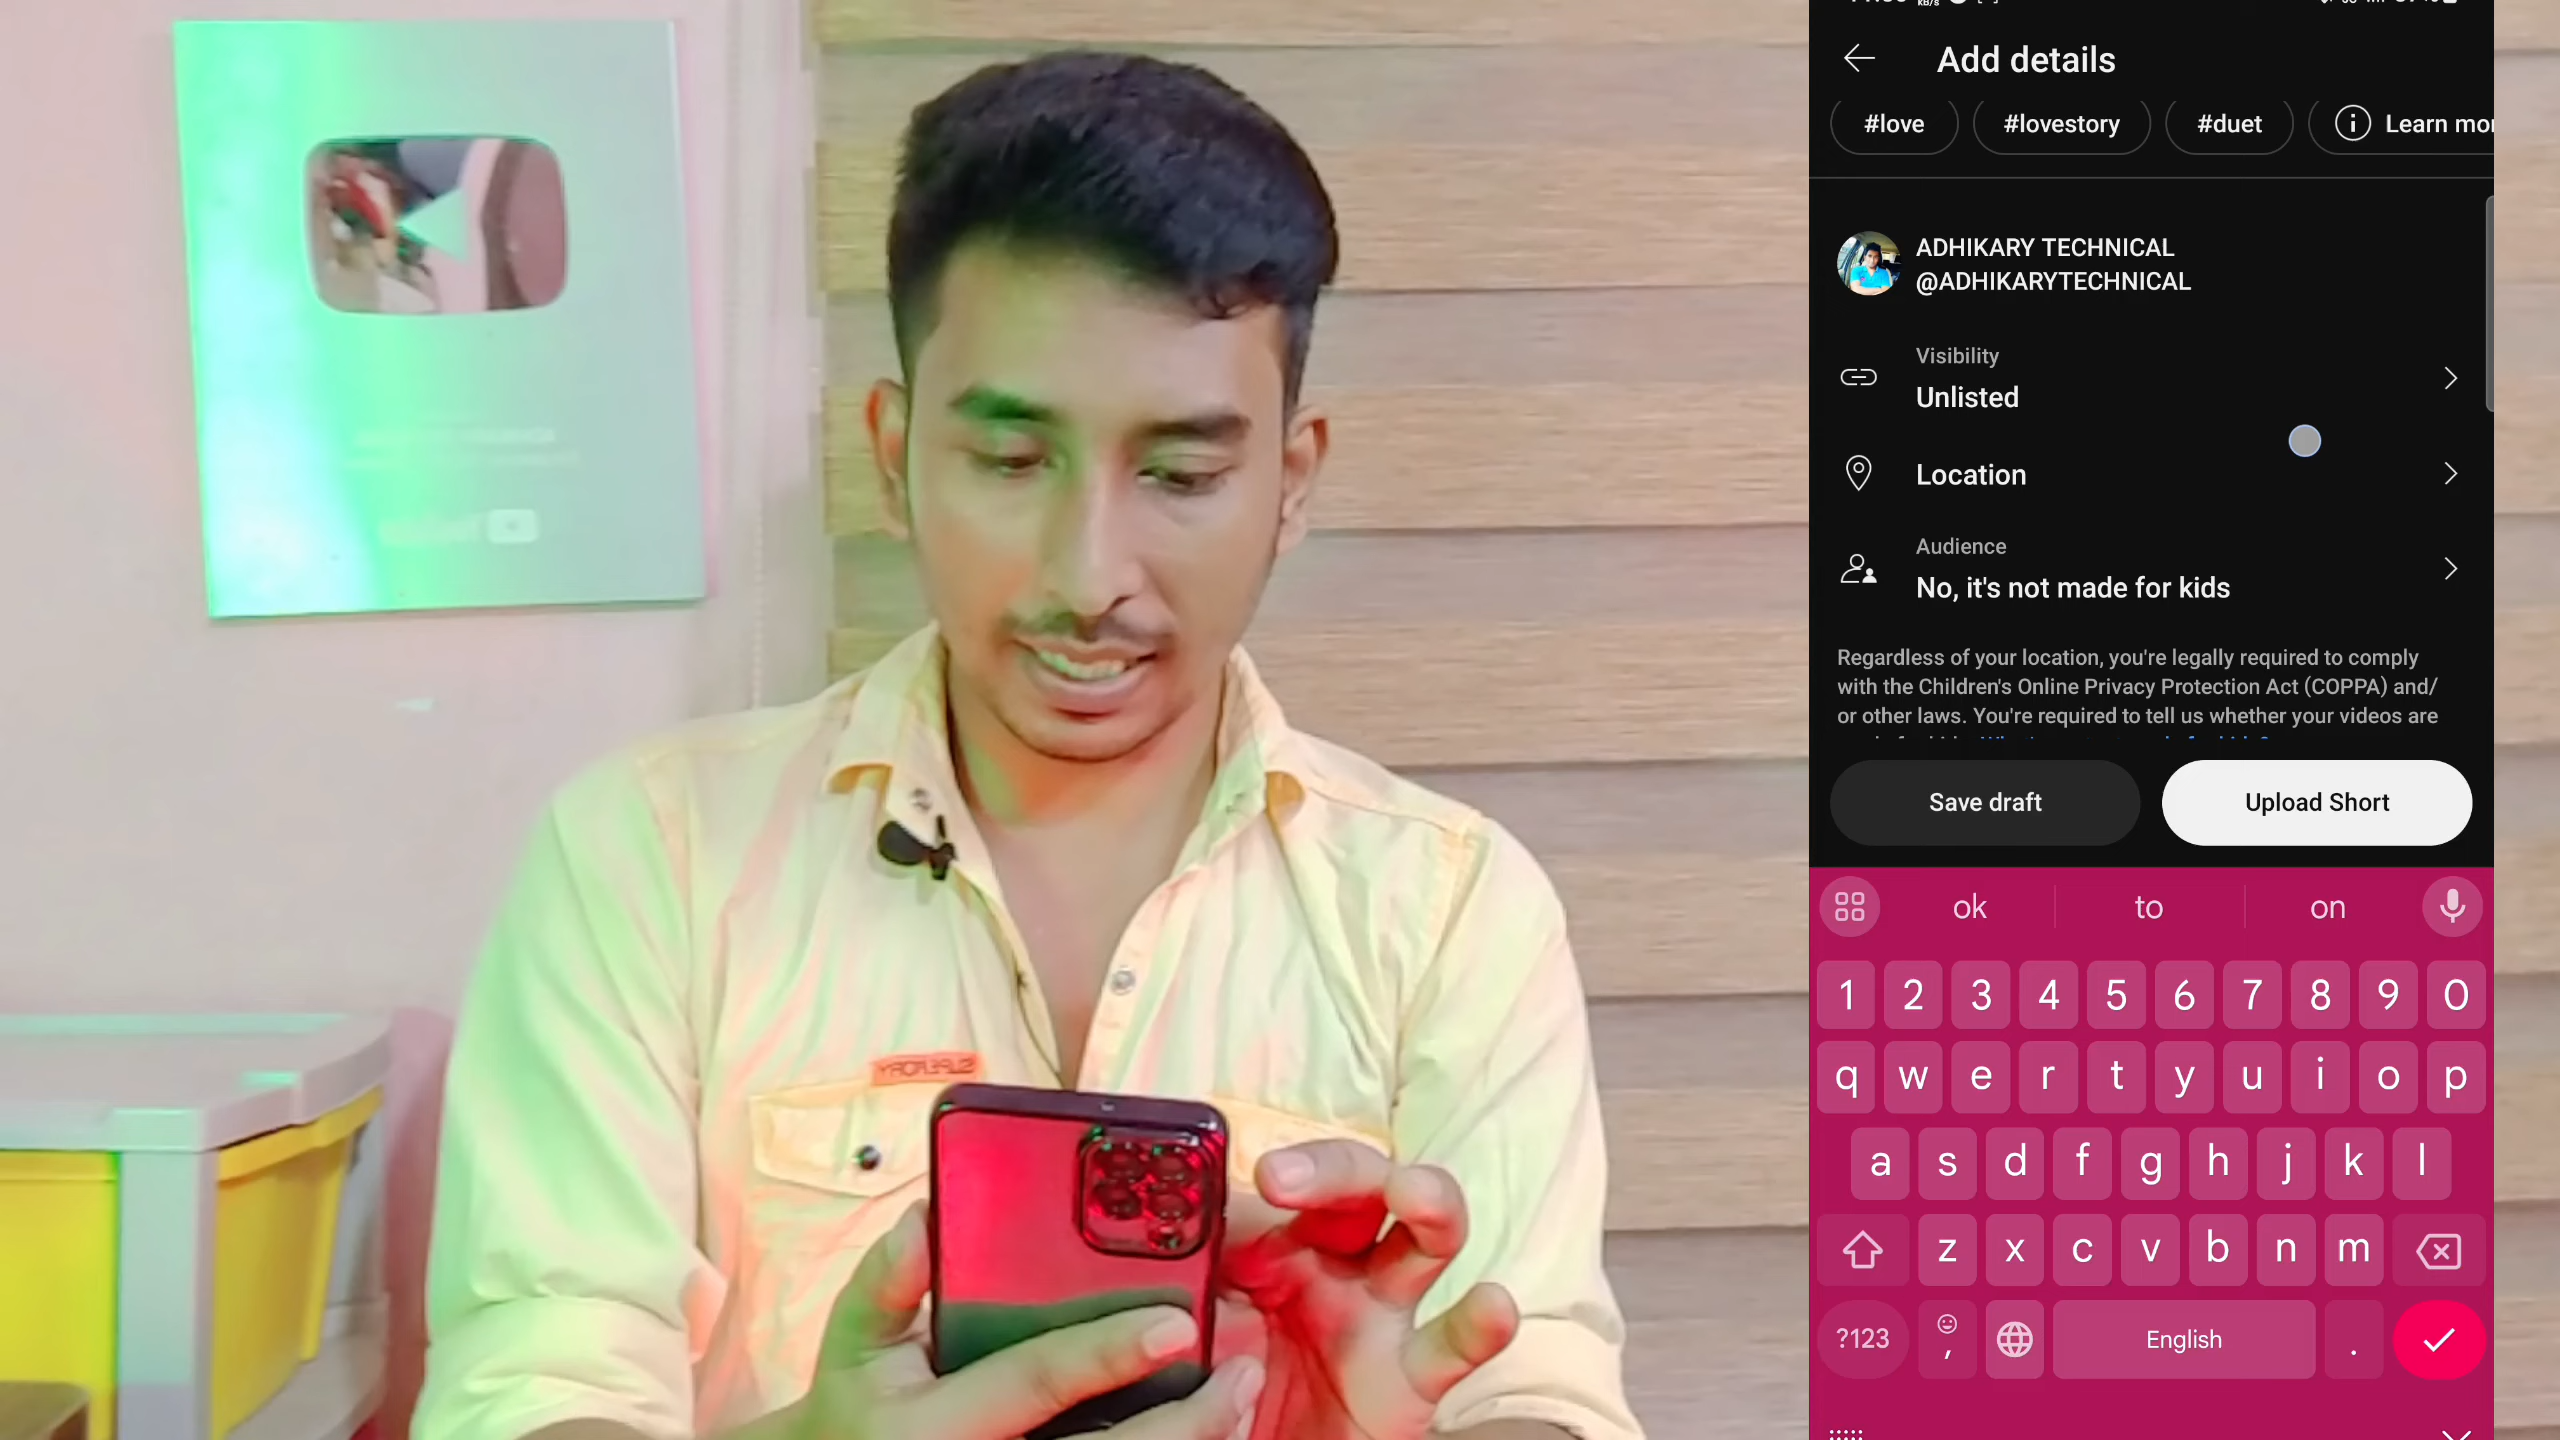 Add details
#love #lovestory #duet Learn
ADHIKARY TECHNICAL
@ADHIKARYTECHNICAL
Visibility
Unlisted
Location
Audience
No, it's not made for kids
Regardless of your location, you're legally required to comply
with the Children's Online Privacy Protection Act (COPPA) and/
or other laws. You're required to tell us whether your videos are
Save draft Upload Short
ok to on
1 2 3 4 5 6 7 8 9 0
q w e r t y u i o p
a s d f g h j k l
z x c v b n m
?123 , English .